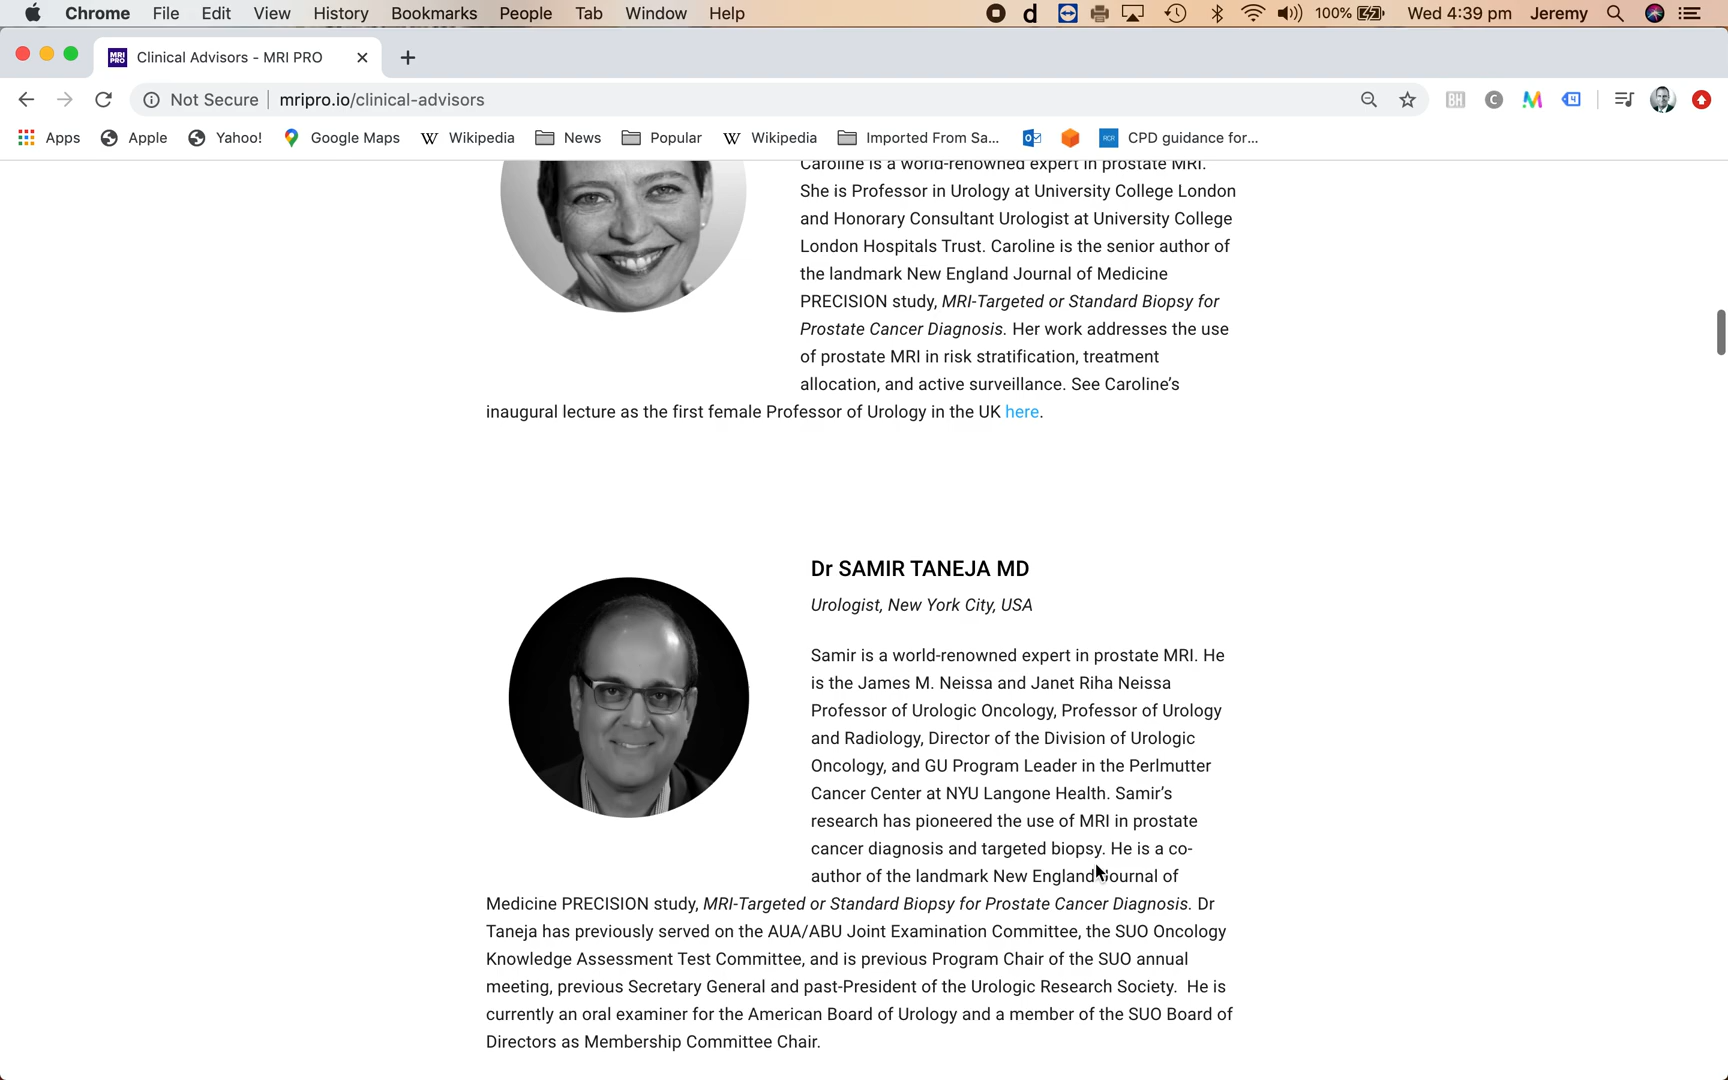 Chrome File Edit View History Bookmarks People Tab Window Help d 100% Wed 4:39 pm Jeremy
MRI PRO Clinical Advisors - MRI PRO
Not Secure mripro.io/clinical-advisors BH C 4
Apps Apple Yahoo! Google Maps W Wikipedia News Popular W Wikipedia Imported From Sa... RCR CPD guidance for...
Caroline is a world-renowned expert in prostate MRI.
She is Professor in Urology at University College London
and Honorary Consultant Urologist at University College
London Hospitals Trust. Caroline is the senior author of
the landmark New England Journal of Medicine
PRECISION study, MRI-Targeted or Standard Biopsy for
Prostate Cancer Diagnosis. Her work addresses the use
of prostate MRI in risk stratification, treatment
allocation, and active surveillance. See Caroline's
inaugural lecture as the first female Professor of Urology in the UK here.
Dr SAMIR TANEJA MD
Urologist, New York City, USA
Samir is a world-renowned expert in prostate MRI. He
is the James M. Neissa and Janet Riha Neissa
Professor of Urologic Oncology, Professor of Urology
and Radiology, Director of the Division of Urologic
Oncology, and GU Program Leader in the Perlmutter
Cancer Center at NYU Langone Health. Samir's
research has pioneered the use of MRI in prostate
cancer diagnosis and targeted biopsy. He is a co-
author of the landmark New England Journal of
Medicine PRECISION study, MRI-Targeted or Standard Biopsy for Prostate Cancer Diagnosis. Dr
Taneja has previously served on the AUA/ABU Joint Examination Committee, the SUO Oncology
Knowledge Assessment Test Committee, and is previous Program Chair of the SUO annual
meeting, previous Secretary General and past-President of the Urologic Research Society. He is
currently an oral examiner for the American Board of Urology and a member of the SUO Board of
Directors as Membership Committee Chair.